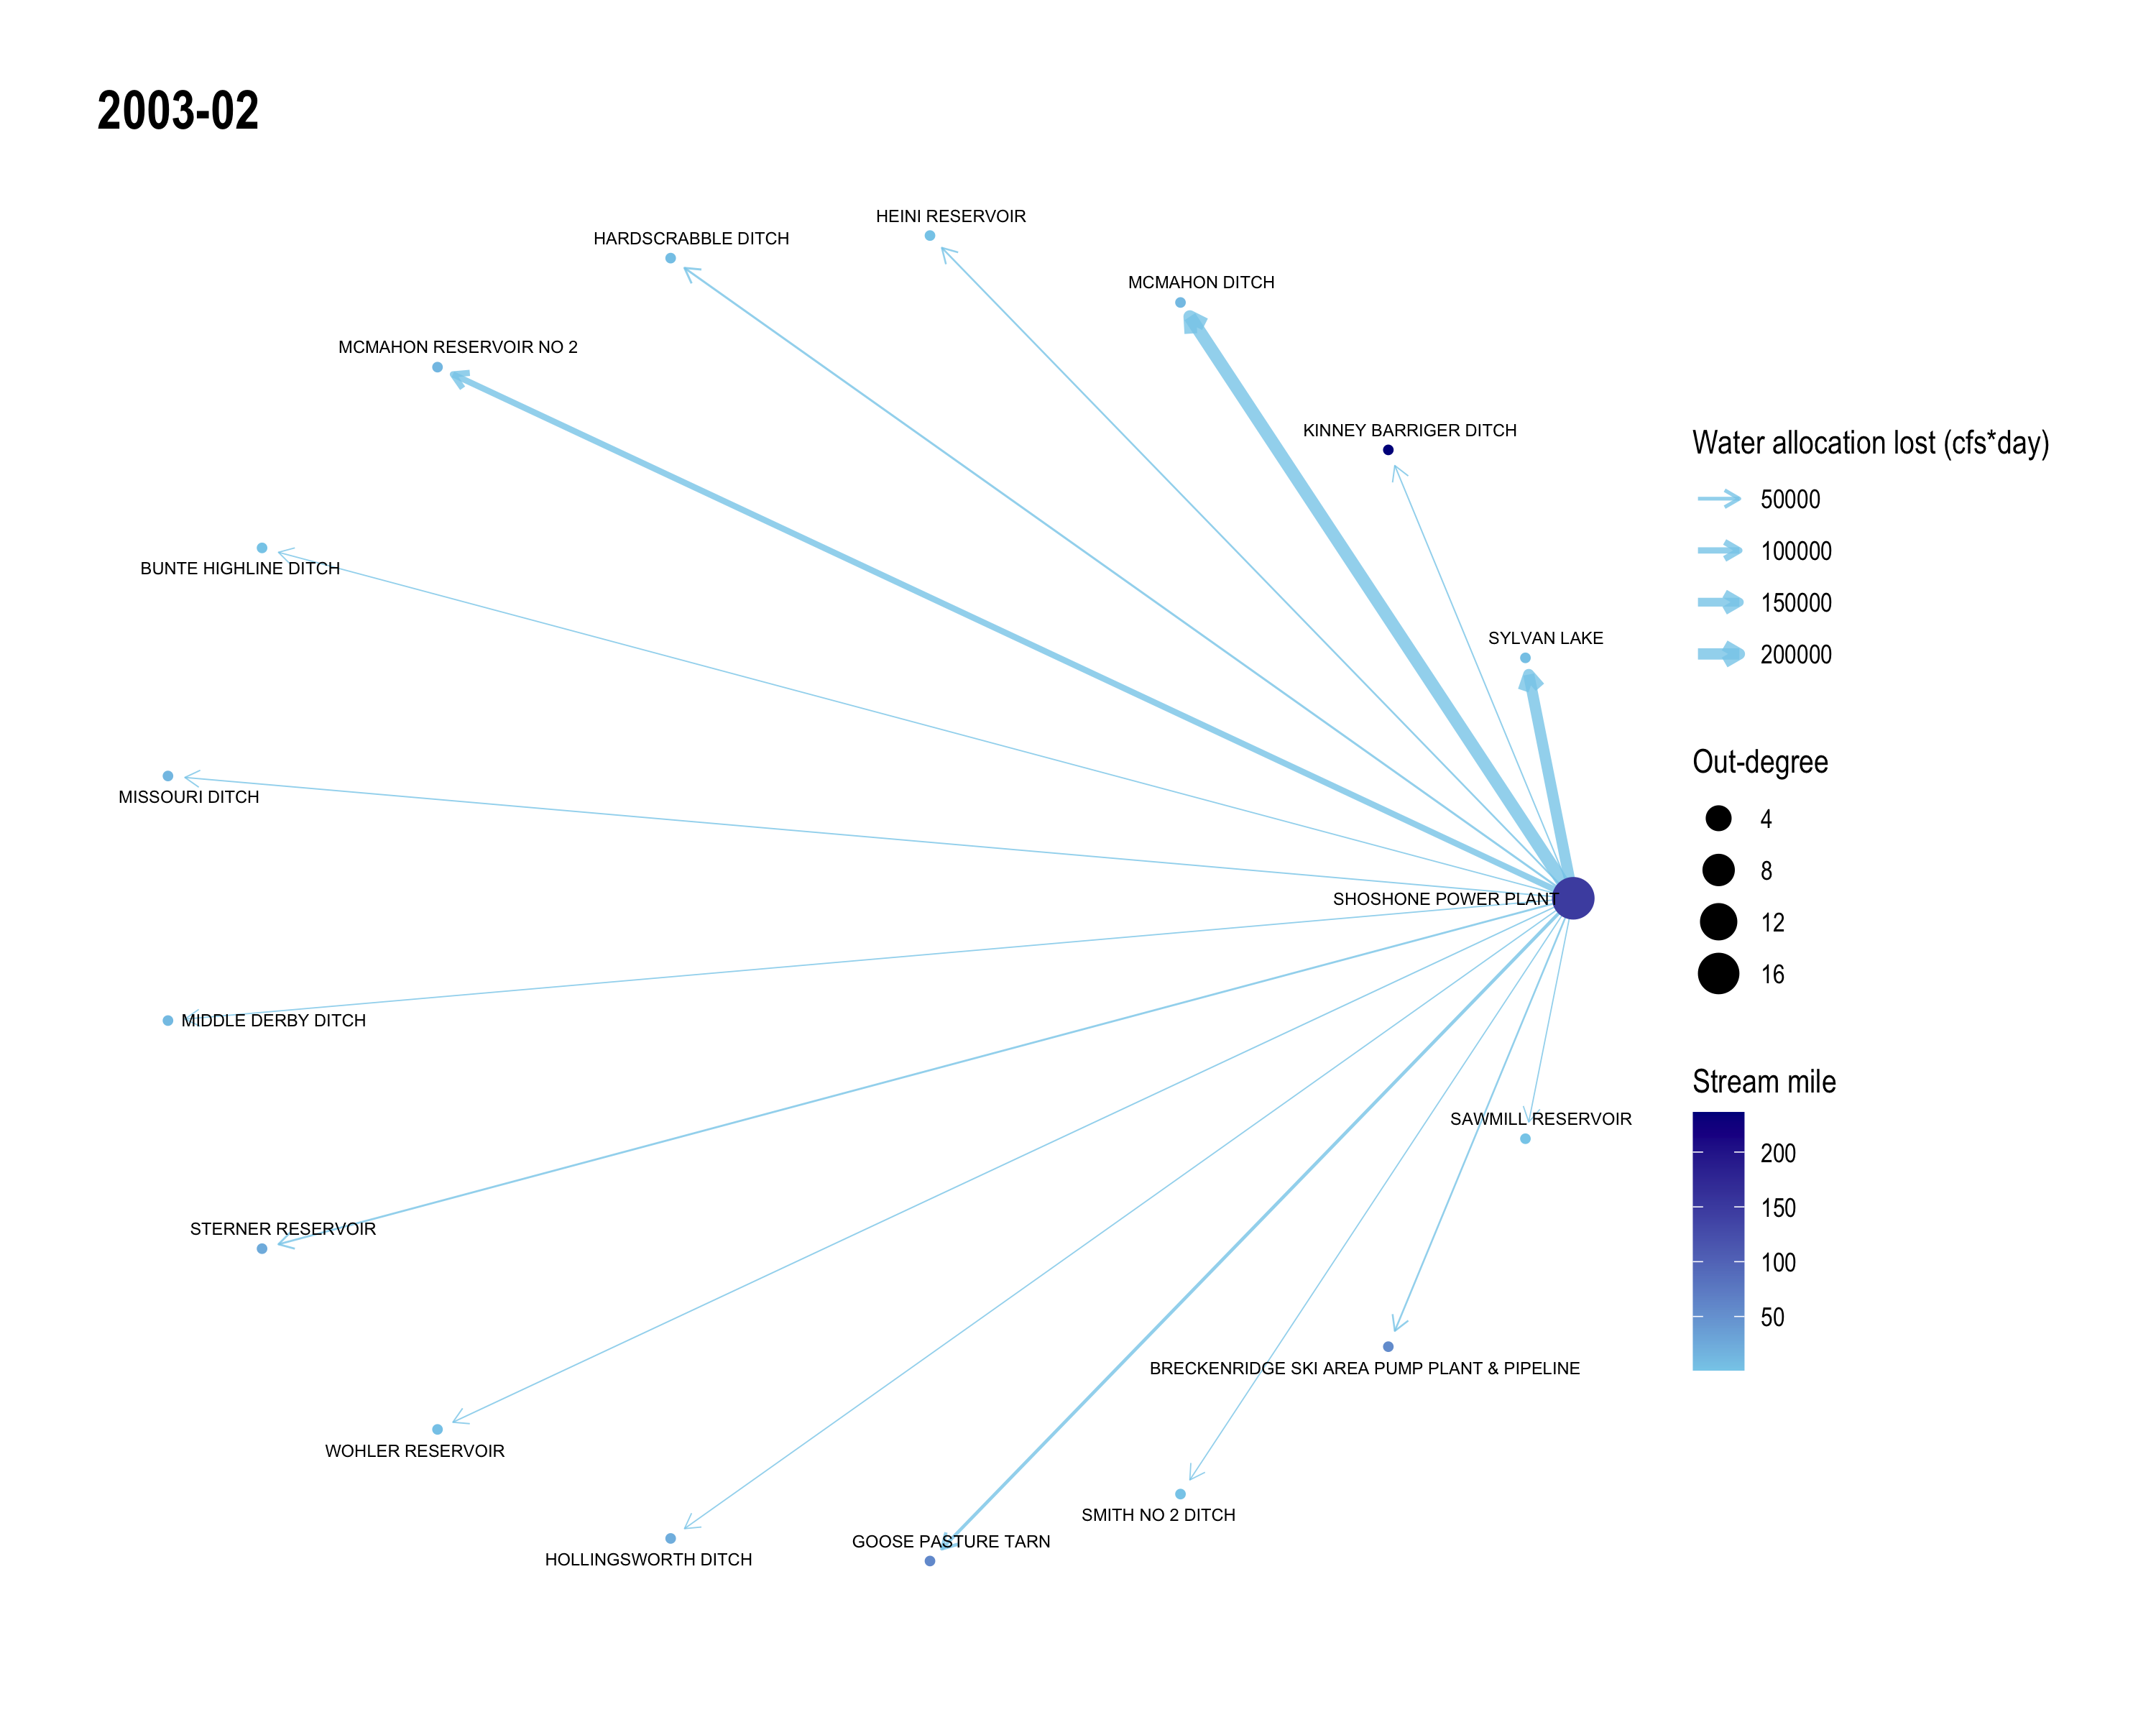 2003-02
HEINI RESERVOIR
HARDSCRABBLE DITCH
MCMAHON DITCH
MCMAHON RESERVOIR NO 2
KINNEY BARRIGER DITCH
BUNTE HIGHLINE DITCH
SYLVAN LAKE
MISSOURI DITCH
SHOSHONE POWER PLANT
MIDDLE DERBY DITCH
SAWMILL RESERVOIR
STERNER RESERVOIR
BRECKENRIDGE SKI AREA PUMP PLANT & PIPELINE
WOHLER RESERVOIR
SMITH NO 2 DITCH
GOOSE PASTURE TARN
HOLLINGSWORTH DITCH
Water allocation lost (cfs*day)
50000
100000
150000
200000
Out-degree
4
8
12
16
Stream mile
200
150
100
50